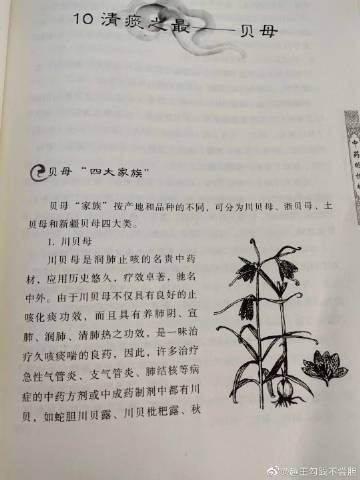 10 清痰之最——贝母
贝母“四大家族”
贝母“家族”按产地和品种的不同，可分为川贝母、浙贝母，土
贝母和新疆贝母四大类。
1. 川贝母
川贝母是润肺止咳的名贵中药
材，应用历史悠久，疗效卓著，驰名
中外。由于川贝母不仅具有良好的止
咳化痰功效，而且具有养肺阴、宣
肺、润肺、清肺热之功效，是一味治
疗久咳痰喘的良药，因此，许多治疗
急性气管炎、支气管炎、肺结核等病
症的中药方剂或中成药制剂中都有川
贝，如蛇胆川贝露、川贝枇杷露、秋
中药的